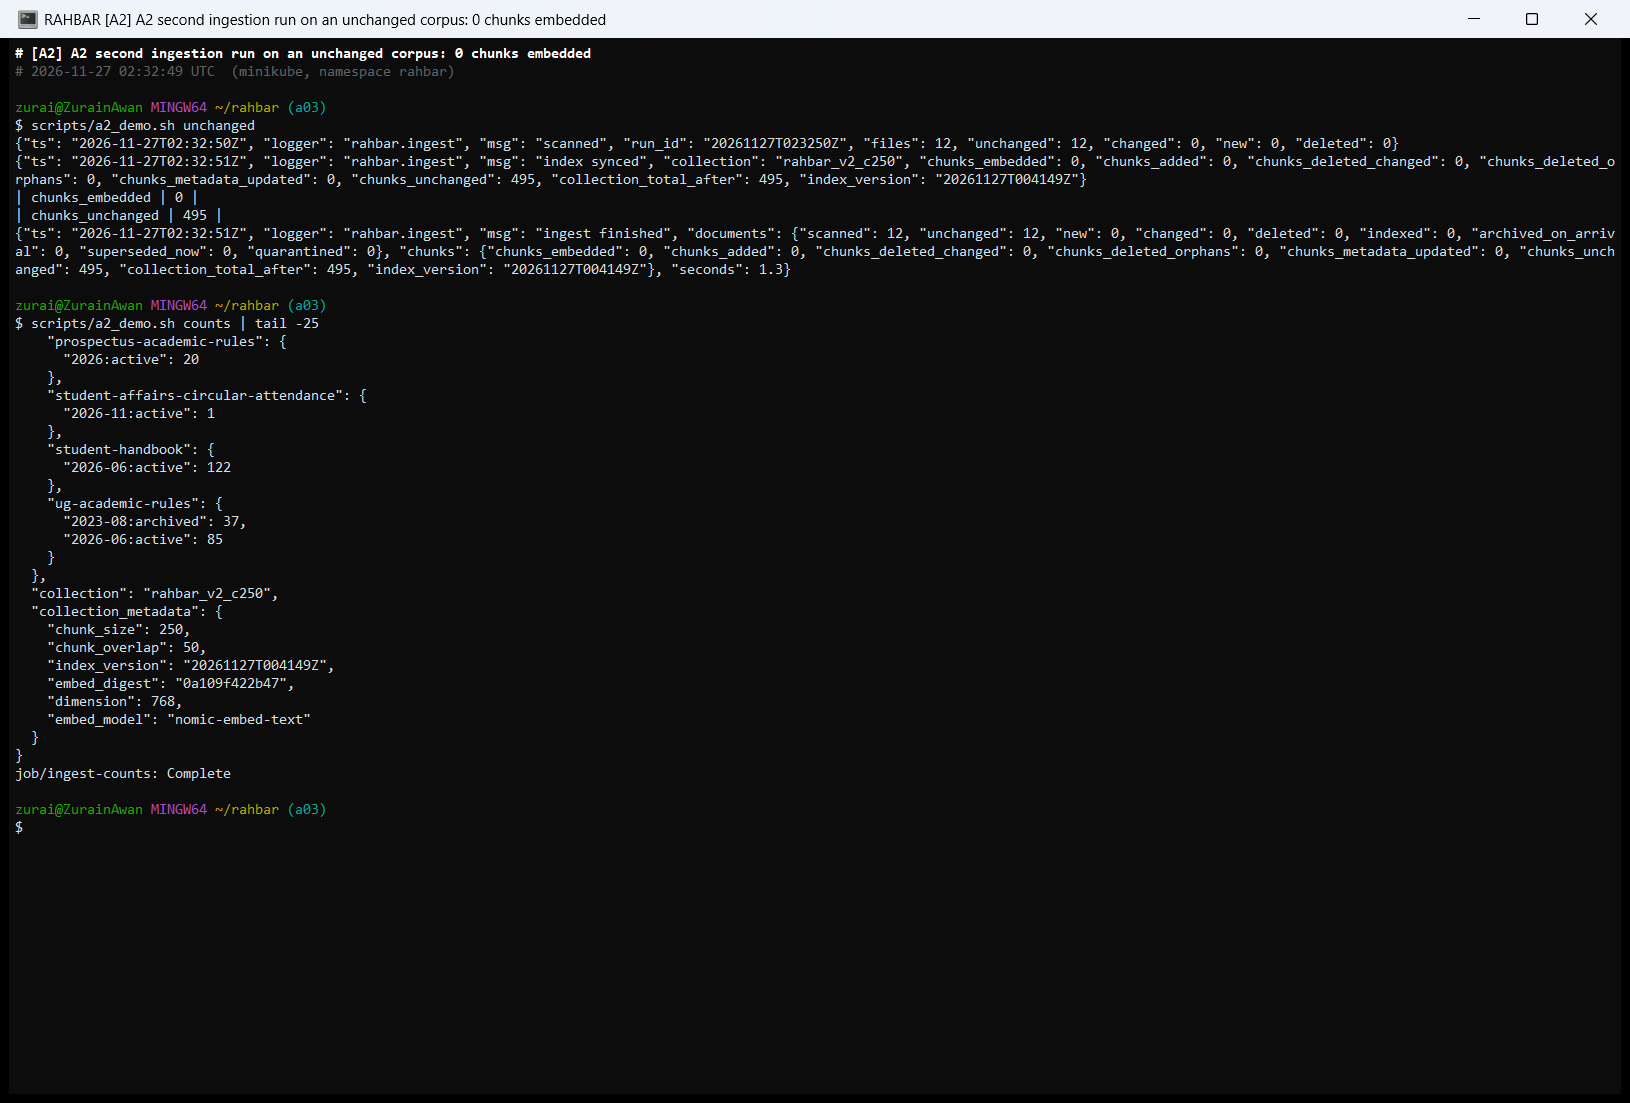 RAHBAR [A2] A2 second ingestion run on an unchanged corpus: 0 chunks embedded
# [A2] A2 second ingestion run on an unchanged corpus: 0 chunks embedded
# 2026-11-27 02:32:49 UTC  (minikube, namespace rahbar)
zurai@ZurainAwan MINGW64 ~/rahbar (a03)
$ scripts/a2_demo.sh unchanged
{"ts": "2026-11-27T02:32:50Z", "logger": "rahbar.ingest", "msg": "scanned", "run_id": "20261127T023250Z", "files": 12, "unchanged": 12, "changed": 0, "new": 0, "deleted": 0}
{"ts": "2026-11-27T02:32:51Z", "logger": "rahbar.ingest", "msg": "index synced", "collection": "rahbar_v2_c250", "chunks_embedded": 0, "chunks_added": 0, "chunks_deleted_changed": 0, "chunks_deleted_o
rphans": 0, "chunks_metadata_updated": 0, "chunks_unchanged": 495, "collection_total_after": 495, "index_version": "20261127T004149Z"}
| chunks_embedded | 0 |
| chunks_unchanged | 495 |
{"ts": "2026-11-27T02:32:51Z", "logger": "rahbar.ingest", "msg": "ingest finished", "documents": {"scanned": 12, "unchanged": 12, "new": 0, "changed": 0, "deleted": 0, "indexed": 0, "archived_on_arriv
al": 0, "superseded_now": 0, "quarantined": 0}, "chunks": {"chunks_embedded": 0, "chunks_added": 0, "chunks_deleted_changed": 0, "chunks_deleted_orphans": 0, "chunks_metadata_updated": 0, "chunks_unch
anged": 495, "collection_total_after": 495, "index_version": "20261127T004149Z"}, "seconds": 1.3}
zurai@ZurainAwan MINGW64 ~/rahbar (a03)
$ scripts/a2_demo.sh counts | tail -25
    "prospectus-academic-rules": {
      "2026:active": 20
    },
    "student-affairs-circular-attendance": {
      "2026-11:active": 1
    },
    "student-handbook": {
      "2026-06:active": 122
    },
    "ug-academic-rules": {
      "2023-08:archived": 37,
      "2026-06:active": 85
    }
  },
  "collection": "rahbar_v2_c250",
  "collection_metadata": {
    "chunk_size": 250,
    "chunk_overlap": 50,
    "index_version": "20261127T004149Z",
    "embed_digest": "0a109f422b47",
    "dimension": 768,
    "embed_model": "nomic-embed-text"
  }
}
job/ingest-counts: Complete
zurai@ZurainAwan MINGW64 ~/rahbar (a03)
$